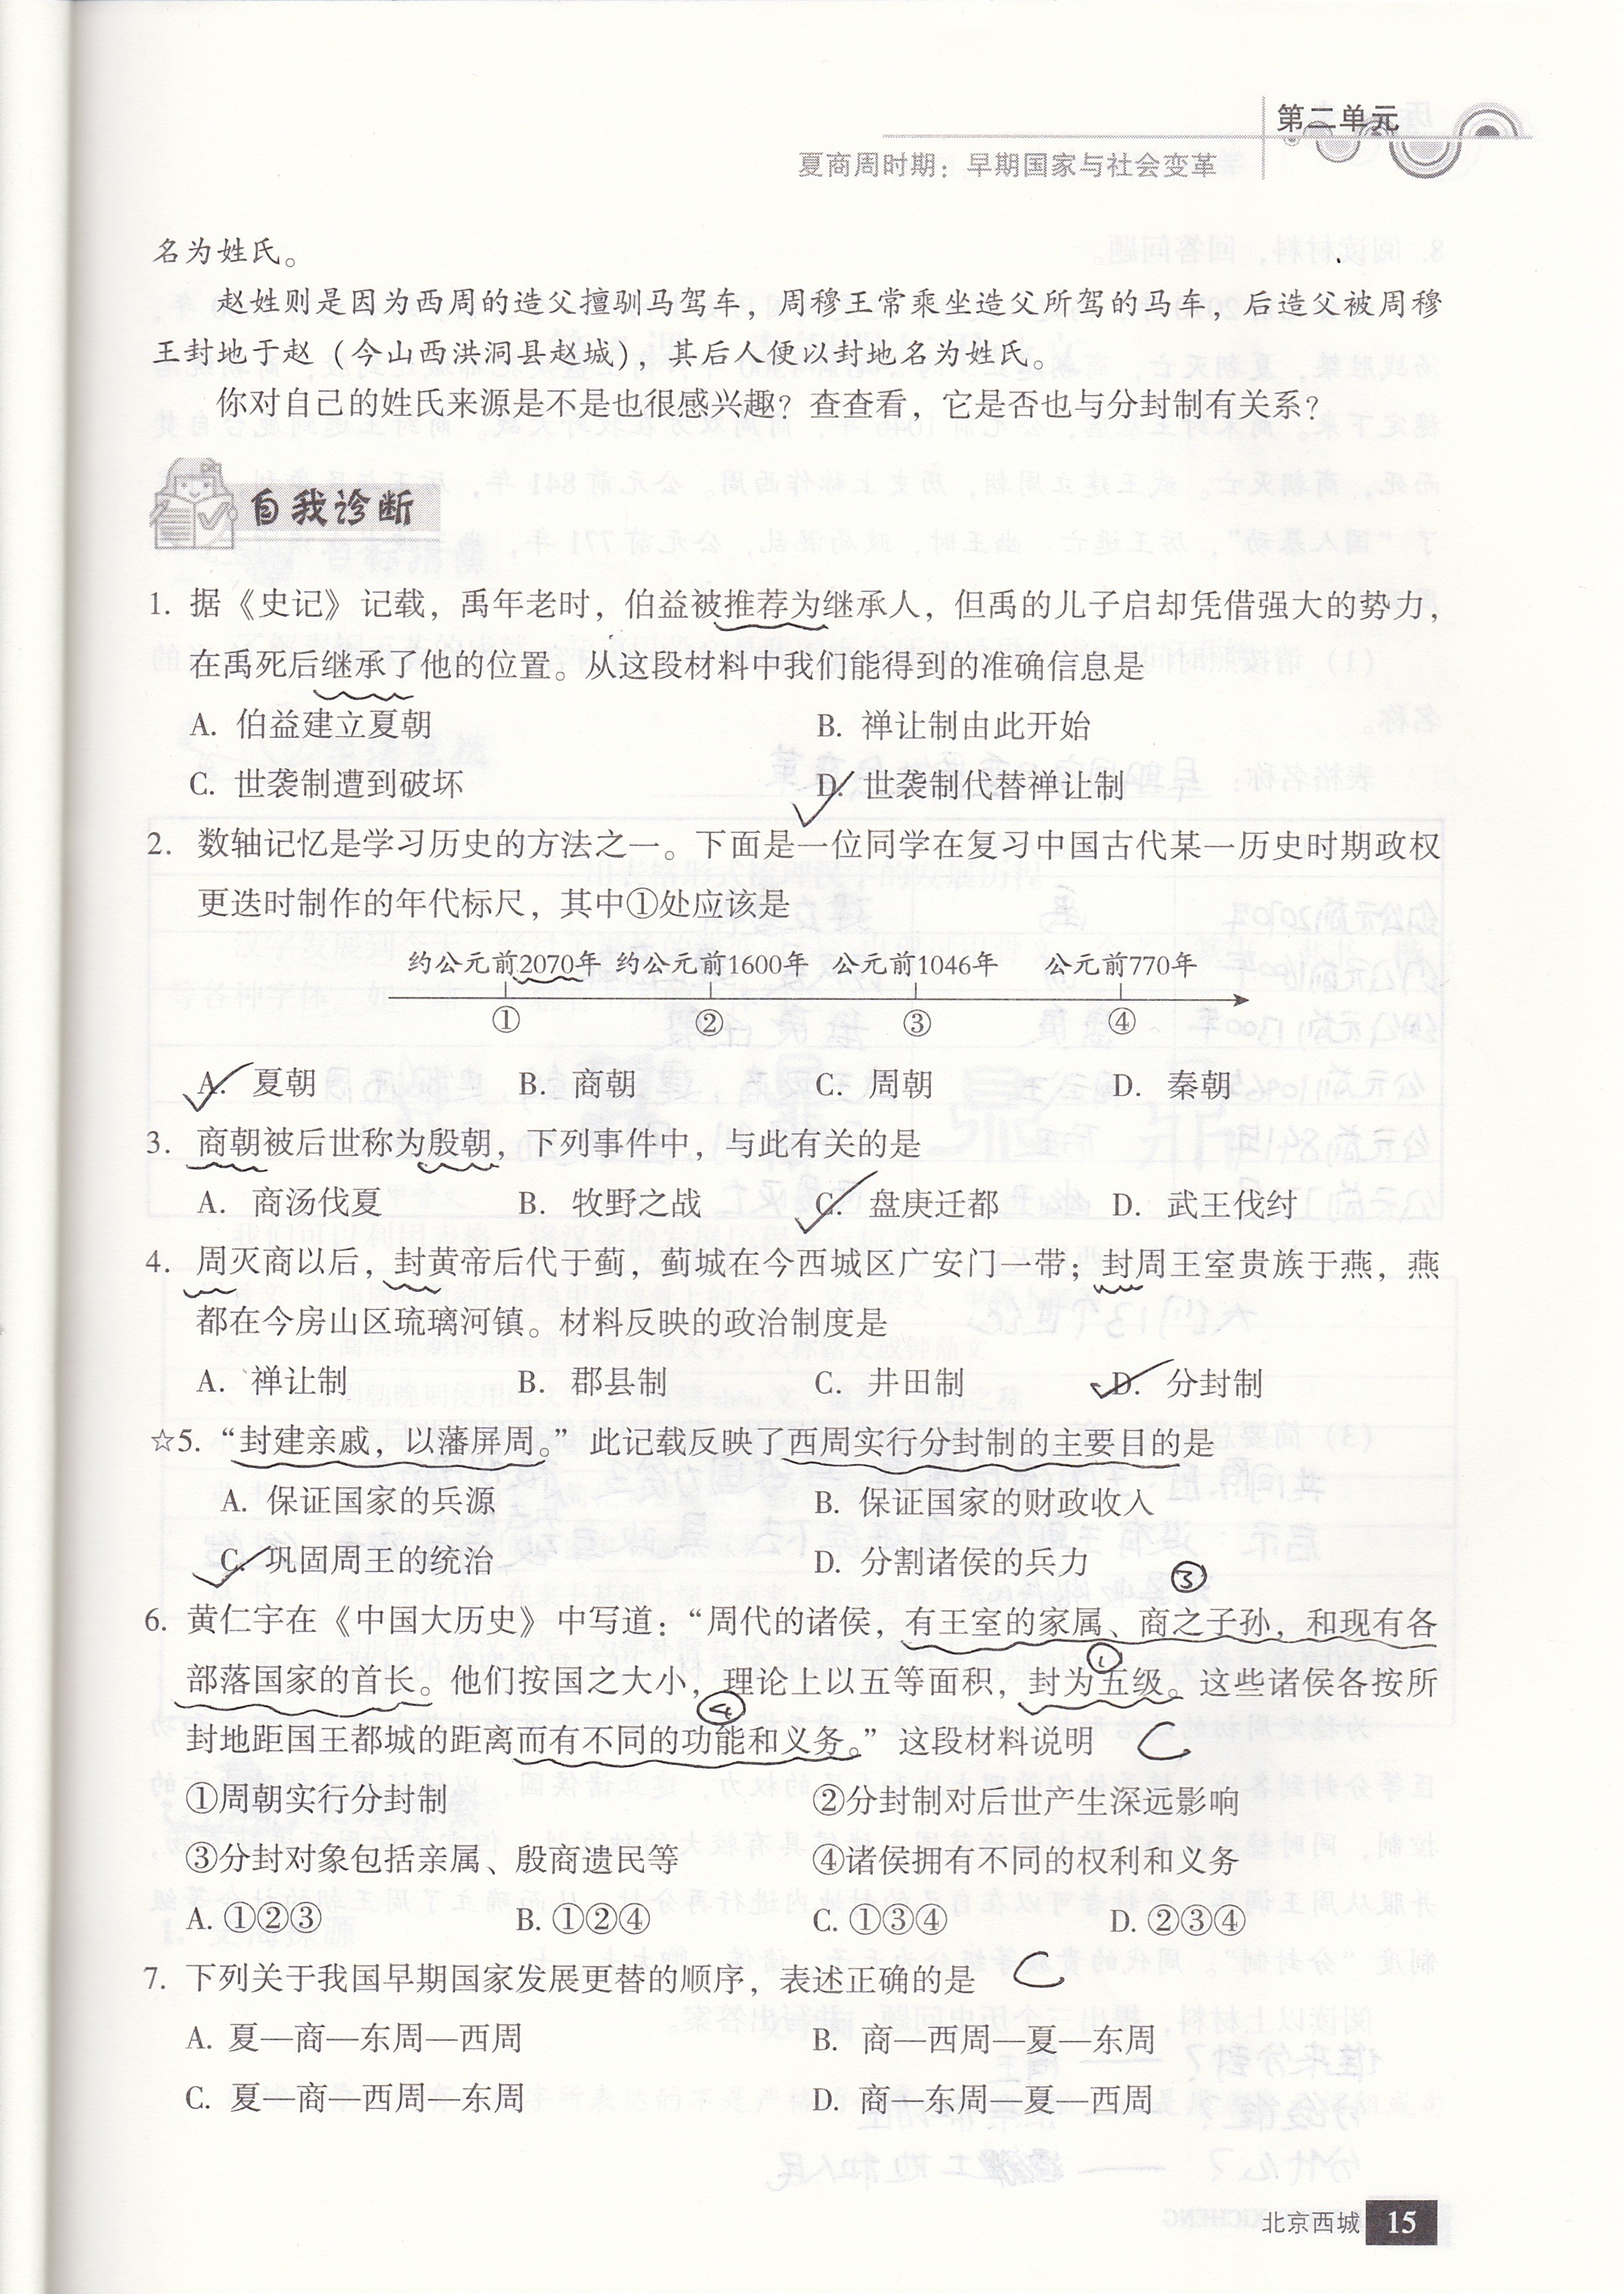 第二单元
夏商周时期：早期国家与社会变革
名为姓氏。
赵姓则是因为西周的造父擅驯马驾车，周穆王常乘坐造父所驾的马车，后造父被周穆
王封地于赵（今山西洪洞县赵城），其后人便以封地名为姓氏。
你对自己的姓氏来源是不是也很感兴趣？查查看，它是否也与分封制有关系？
自我诊断
1. 据《史记》记载，禹年老时，伯益被推荐为继承人，但禹的儿子启却凭借强大的势力，
在禹死后继承了他的位置。从这段材料中我们能得到的准确信息是
A. 伯益建立夏朝 B. 禅让制由此开始
C. 世袭制遭到破坏 D. 世袭制代替禅让制
2. 数轴记忆是学习历史的方法之一。下面是一位同学在复习中国古代某一历史时期政权
更迭时制作的年代标尺，其中①处应该是
约公元前2070年 约公元前1600年 公元前1046年 公元前770年
① ② ③ ④
A. 夏朝 B. 商朝 C. 周朝 D. 秦朝
3. 商朝被后世称为殷朝，下列事件中，与此有关的是
A. 商汤伐夏 B. 牧野之战 C. 盘庚迁都 D. 武王伐纣
4. 周灭商以后，封黄帝后代于蓟，蓟城在今西城区广安门一带；封周王室贵族于燕，燕
都在今房山区琉璃河镇。材料反映的政治制度是
A. 禅让制 B. 郡县制 C. 井田制 D. 分封制
☆5. “封建亲戚，以藩屏周。”此记载反映了西周实行分封制的主要目的是
A. 保证国家的兵源 B. 保证国家的财政收入
C. 巩固周王的统治 D. 分割诸侯的兵力
③
6. 黄仁宇在《中国大历史》中写道：“周代的诸侯，有王室的家属、商之子孙，和现有各
①
部落国家的首长。他们按国之大小，理论上以五等面积，封为五级。这些诸侯各按所
④
封地距国王都城的距离而有不同的功能和义务。”这段材料说明 C
①周朝实行分封制 ②分封制对后世产生深远影响
③分封对象包括亲属、殷商遗民等 ④诸侯拥有不同的权利和义务
A. ①②③ B. ①②④ C. ①③④ D. ②③④
7. 下列关于我国早期国家发展更替的顺序，表述正确的是 C
A. 夏—商—东周—西周 B. 商—西周—夏—东周
C. 夏—商—西周—东周 D. 商—东周—夏—西周
北京西城 15